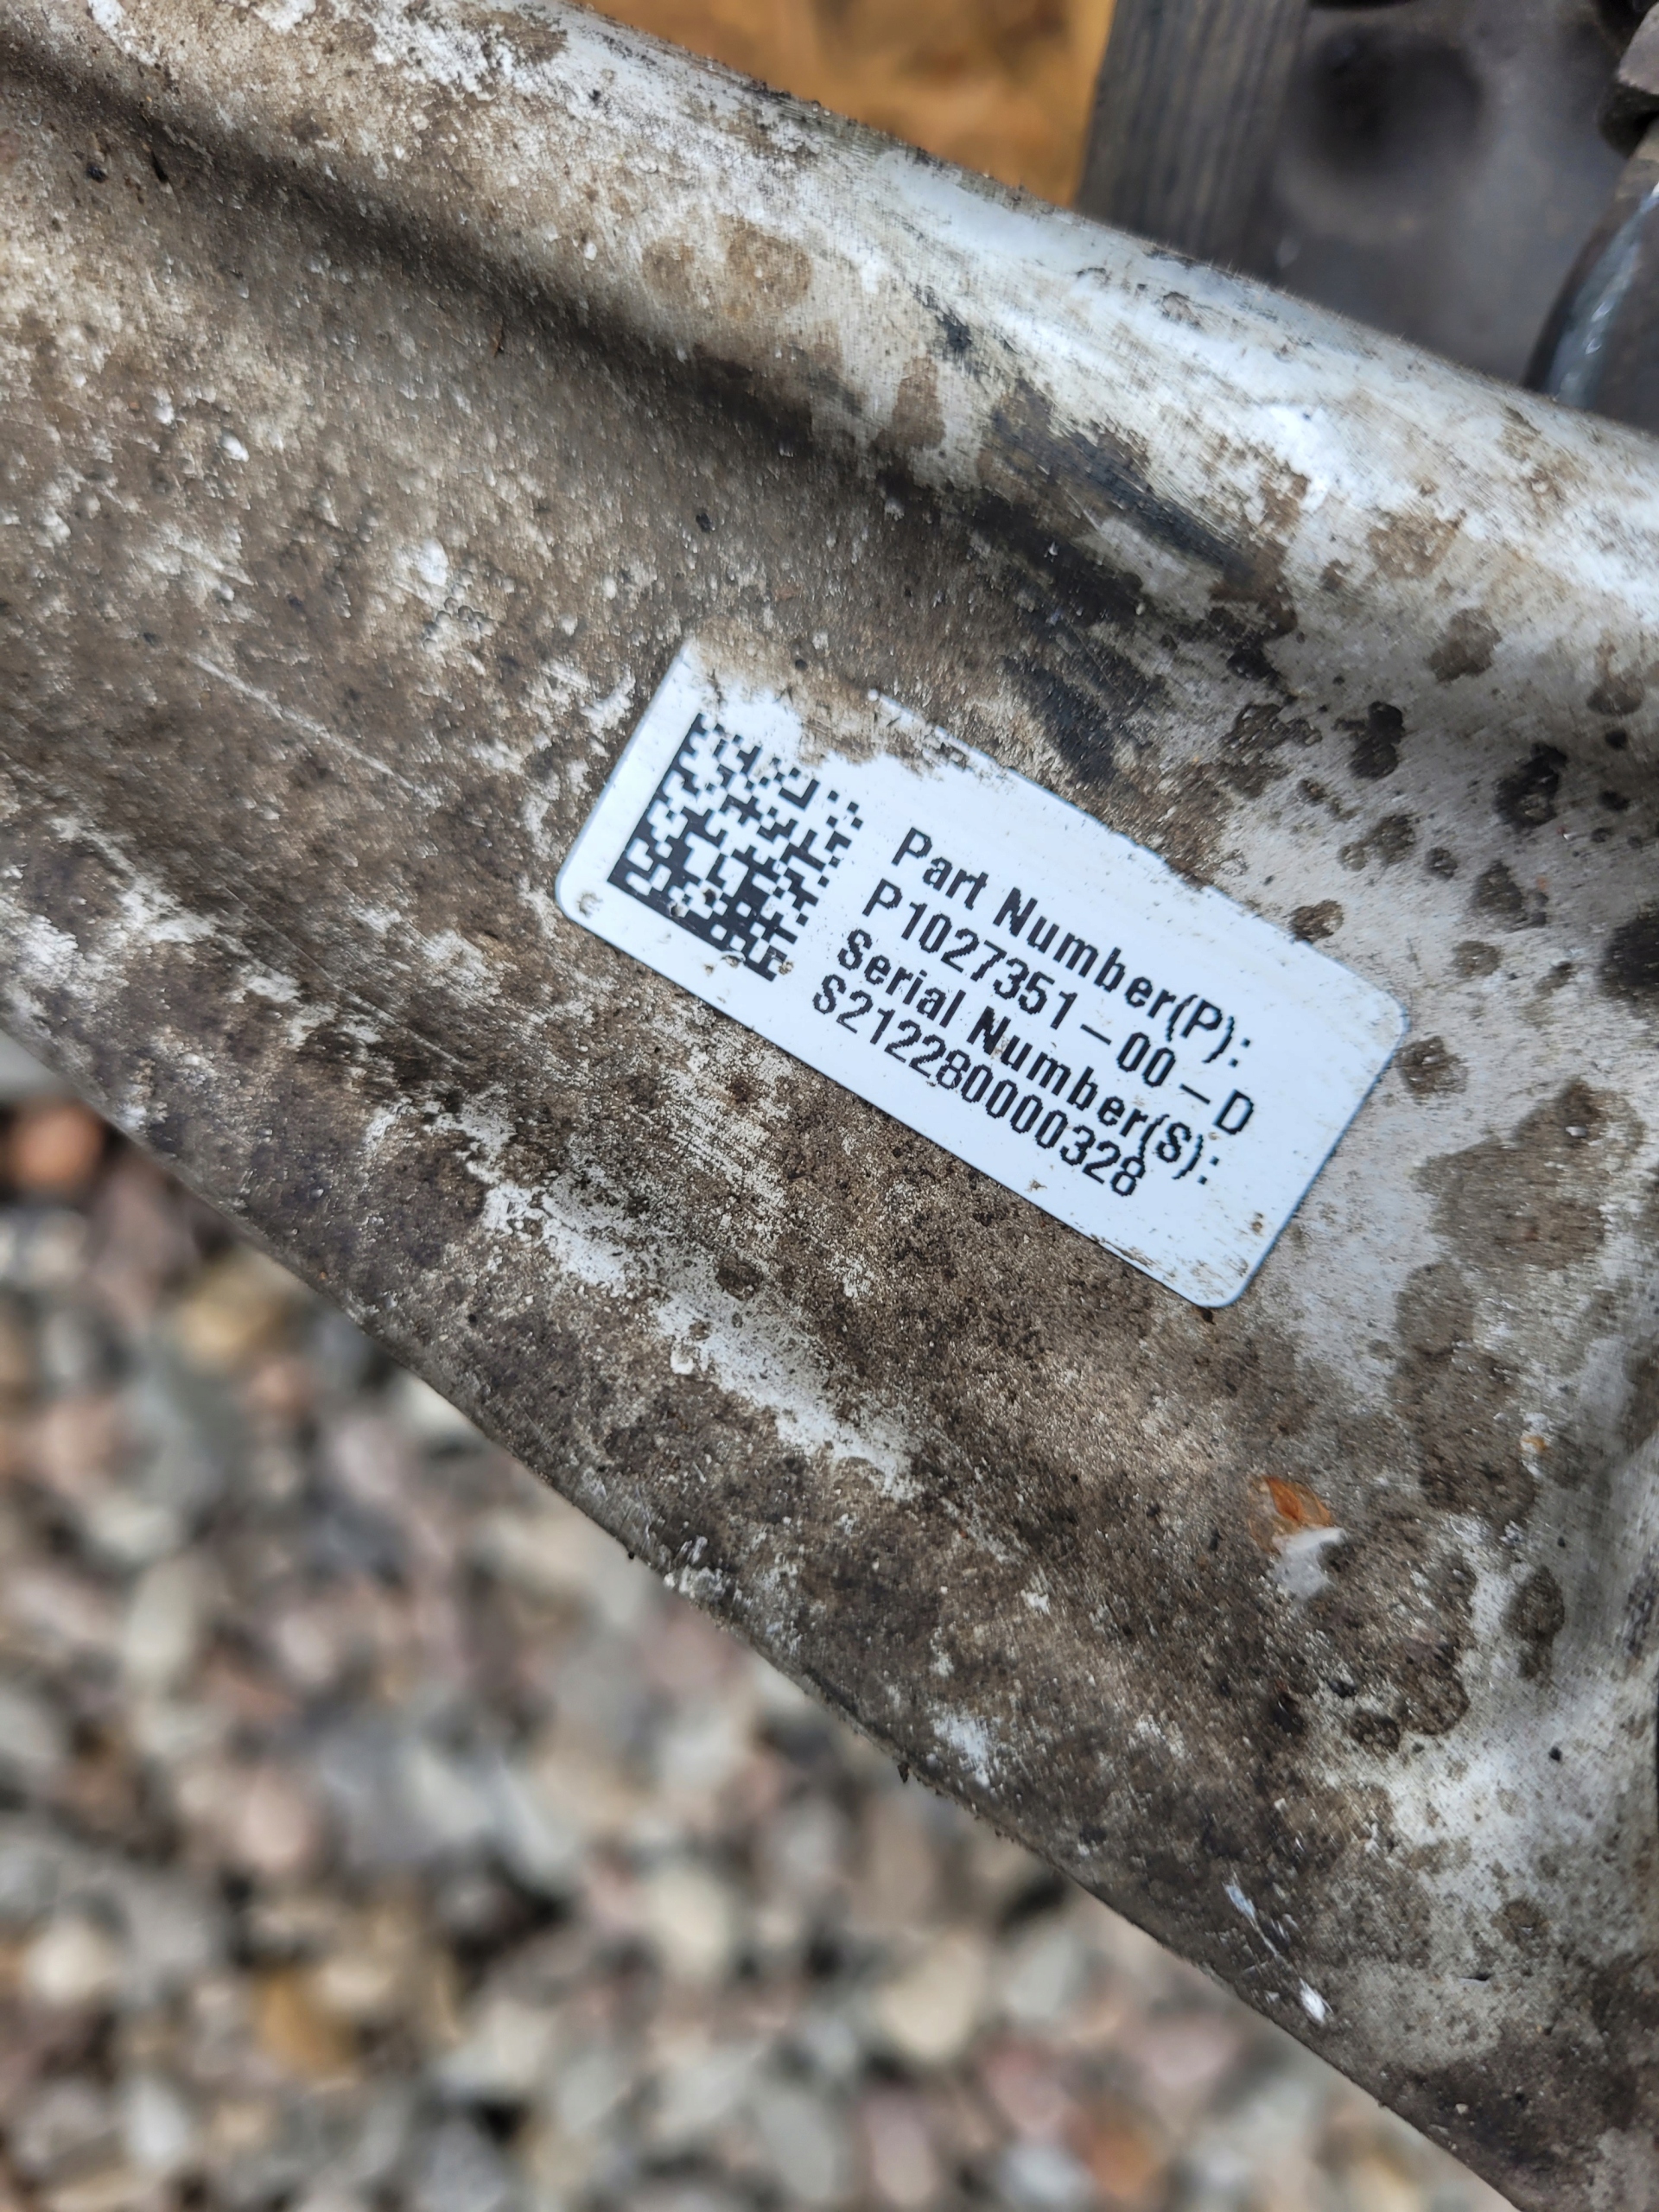 Part Number(P):
P1027351-00-D
Serial Number(S):
S212280000328